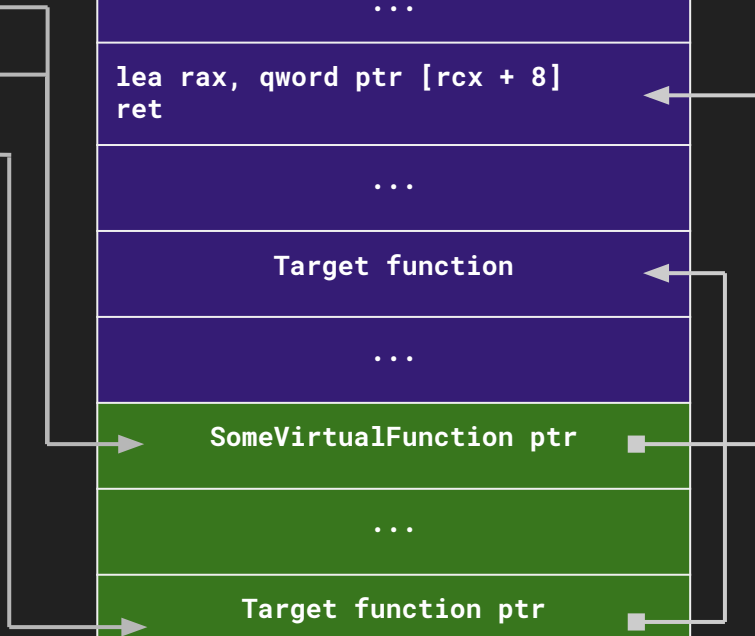 ...
lea rax, qword ptr [rcx + 8]
ret
...
Target function
...
SomeVirtualFunction ptr
...
Target function ptr